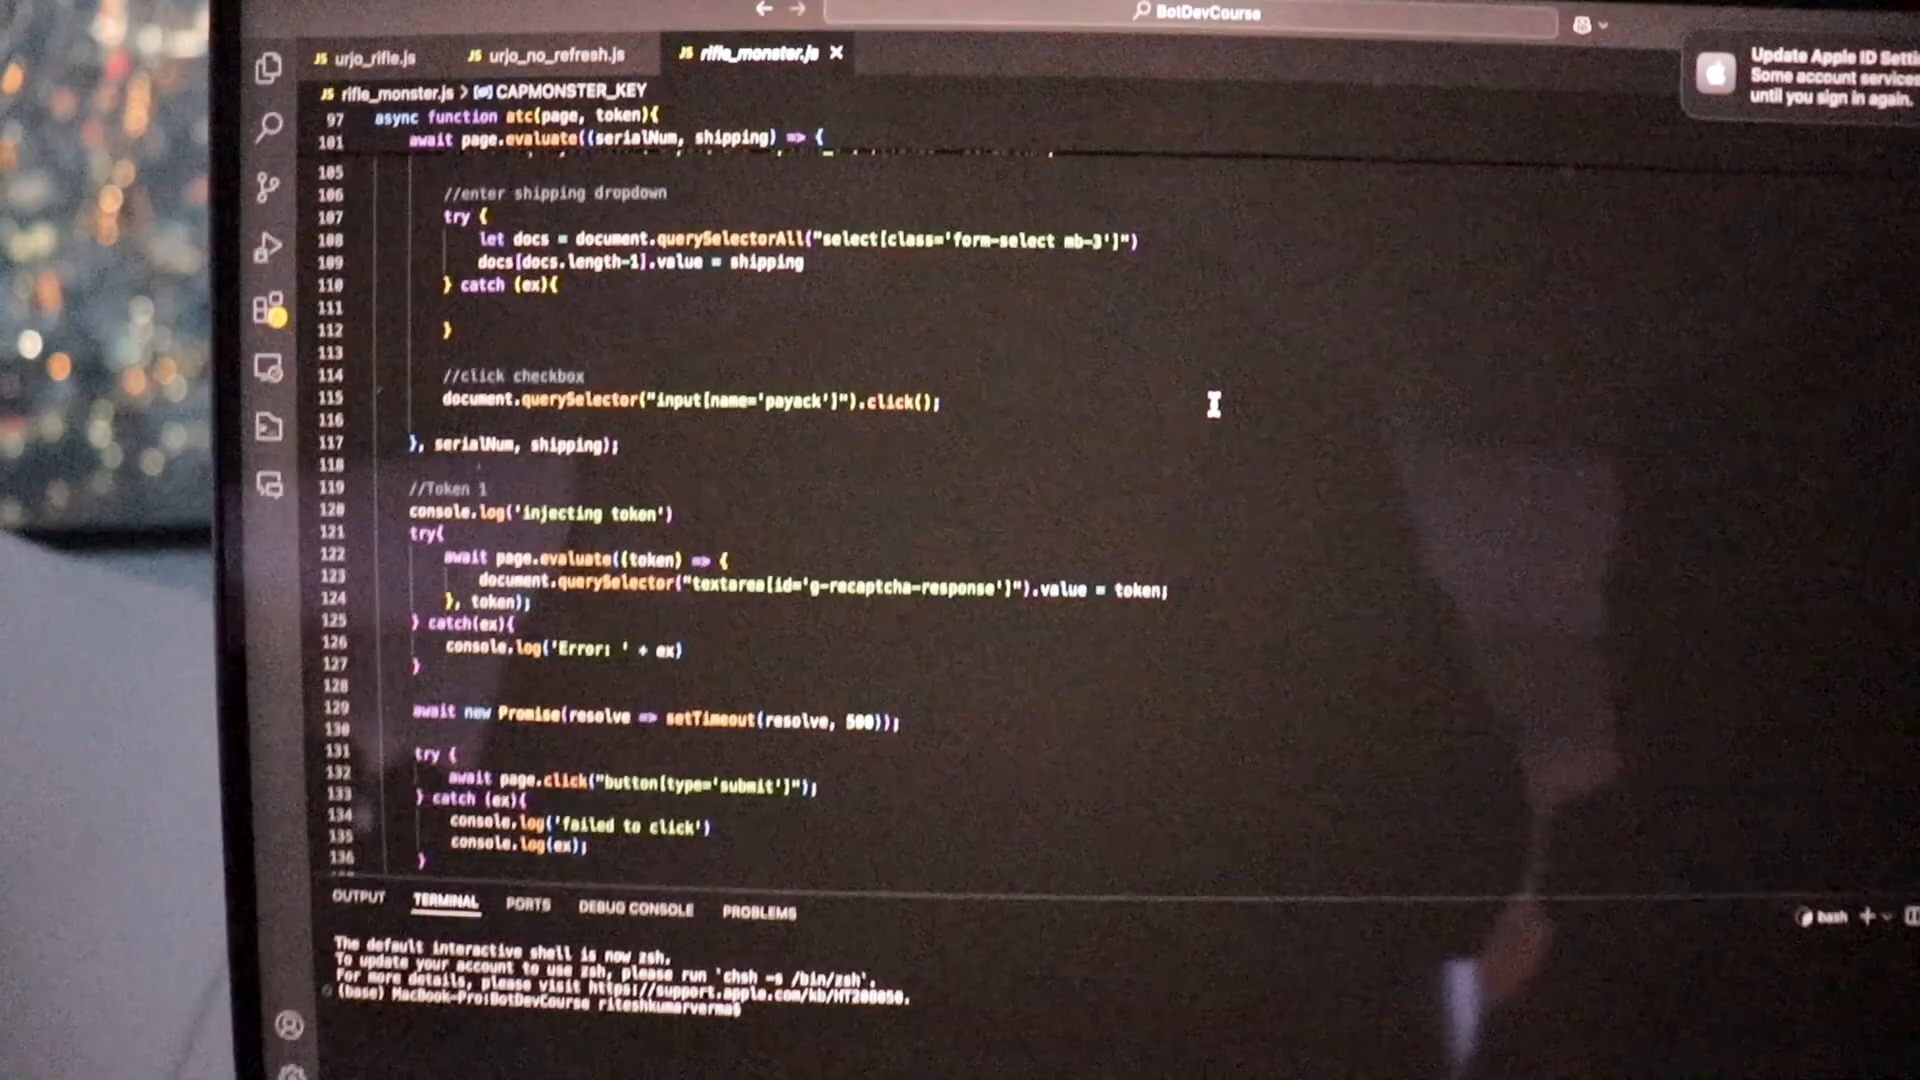 BotDevCourse
JS urjo_rifle.js
JS urjo_no_refresh.js
JS rifle_monster.js
Update Apple ID Setti
Some account services
until you sign in again.
JS rifle_monster.js > CAPMONSTER_KEY
97 async function atc(page, token){
101 await page.evaluate((serialNum, shipping) => {
105
106 //enter shipping dropdown
107 try {
108 let docs = document.querySelectorAll("select[class='form-select mb-3']")
109 docs[docs.length-1].value = shipping
110 } catch (ex){
111
112 }
113
114 //click checkbox
115 document.querySelector("input[name='payack']").click();
116
117 }, serialNum, shipping);
118
119 //Token 1
120 console.log('injecting token')
121 try{
122 await page.evaluate((token) => {
123 document.querySelector("textarea[id='g-recaptcha-response']").value = token;
124 }, token);
125 } catch(ex){
126 console.log('Error: ' + ex)
127 }
128
129 await new Promise(resolve => setTimeout(resolve, 500));
130
131 try {
132 await page.click("button[type='submit']");
133 } catch (ex){
134 console.log('failed to click')
135 console.log(ex);
136 }
OUTPUT TERMINAL PORTS DEBUG CONSOLE PROBLEMS
bash
The default interactive shell is now zsh.
To update your account to use zsh, please run 'chsh -s /bin/zsh'.
For more details, please visit https://support.apple.com/kb/HT208050.
(base) MacBook-Pro:BotDevCourse riteshkumarverma$